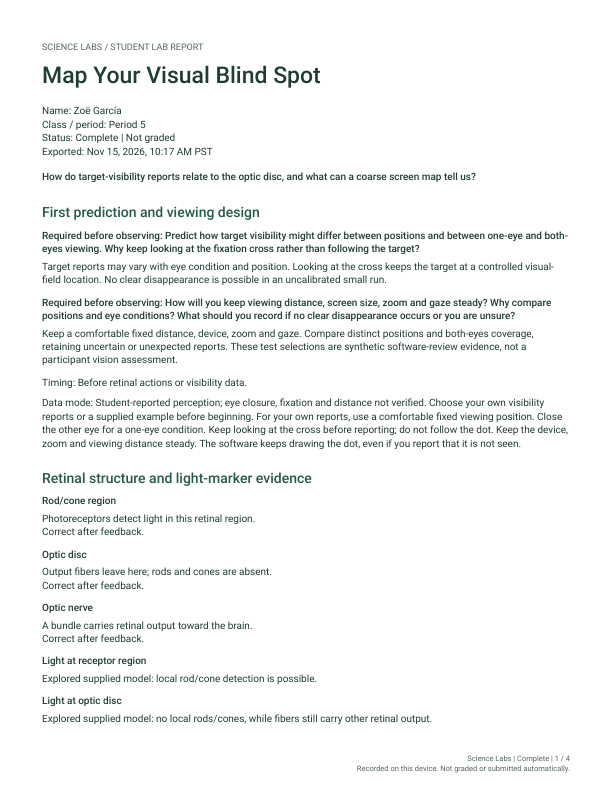 SCIENCE LABS / STUDENT LAB REPORT
Map Your Visual Blind Spot
Name: Zoë García
Class / period: Period 5
Status: Complete | Not graded
Exported: Nov 15, 2026, 10:17 AM PST
How do target-visibility reports relate to the optic disc, and what can a coarse screen map tell us?
First prediction and viewing design
Required before observing: Predict how target visibility might differ between positions and between one-eye and both-
eyes viewing. Why keep looking at the fixation cross rather than following the target?
Target reports may vary with eye condition and position. Looking at the cross keeps the target at a controlled visual-
field location. No clear disappearance is possible in an uncalibrated small run.
Required before observing: How will you keep viewing distance, screen size, zoom and gaze steady? Why compare
positions and eye conditions? What should you record if no clear disappearance occurs or you are unsure?
Keep a comfortable fixed distance, device, zoom and gaze. Compare distinct positions and both-eyes coverage,
retaining uncertain or unexpected reports. These test selections are synthetic software-review evidence, not a
participant vision assessment.
Timing: Before retinal actions or visibility data.
Data mode: Student-reported perception; eye closure, fixation and distance not verified. Choose your own visibility
reports or a supplied example before beginning. For your own reports, use a comfortable fixed viewing position. Close
the other eye for a one-eye condition. Keep looking at the cross before reporting; do not follow the dot. Keep the device,
zoom and viewing distance steady. The software keeps drawing the dot, even if you report that it is not seen.
Retinal structure and light-marker evidence
Rod/cone region
Photoreceptors detect light in this retinal region.
Correct after feedback.
Optic disc
Output fibers leave here; rods and cones are absent.
Correct after feedback.
Optic nerve
A bundle carries retinal output toward the brain.
Correct after feedback.
Light at receptor region
Explored supplied model: local rod/cone detection is possible.
Light at optic disc
Explored supplied model: no local rods/cones, while fibers still carry other retinal output.
Science Labs | Complete | 1 / 4
Recorded on this device. Not graded or submitted automatically.